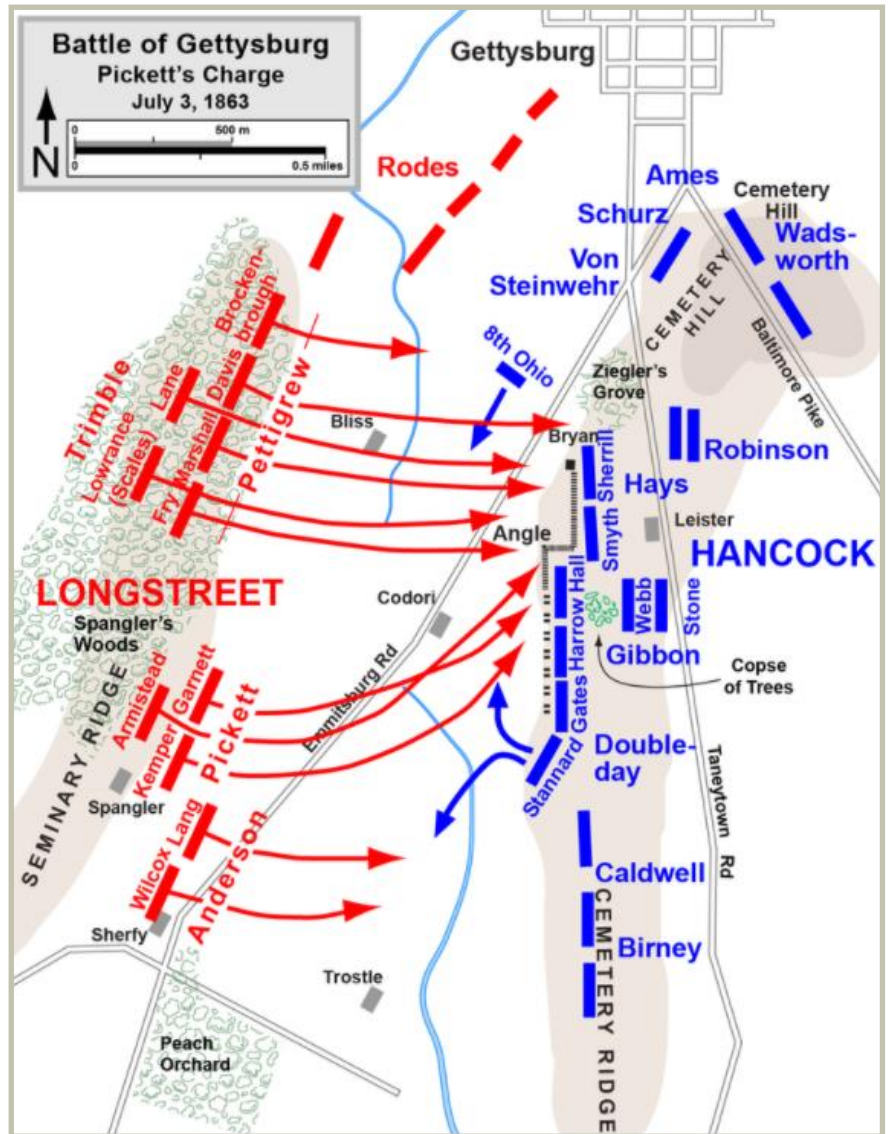 Battle of Gettysburg
Pickett's Charge
July 3, 1863
0 500 m
0 0.5 miles
N
Gettysburg
Rodes
Ames
Cemetery
Hill
Schurz
Wads-
worth
Von
Steinwehr
CEMETERY
HILL
Baltimore Pike
8th Ohio
Ziegler's
Grove
Brocken-
brough
Davis
Marshall
Fry
Pettigrew
Trimble
Lane
Lowrance
(Scales)
Bliss
Bryan
Sherrill
Smyth
Hays
Robinson
Leister
Angle
HANCOCK
LONGSTREET
Spangler's
Woods
Codori
Hall
Harrow
Gates
Webb
Stone
Gibbon
Copse
of Trees
Emmitsburg Rd
SEMINARY RIDGE
Armistead
Garnett
Kemper
Pickett
Stannard
Double-
day
Taneytown
Rd
Spangler
Wilcox
Lang
Anderson
Caldwell
Birney
CEMETERY RIDGE
Sherfy
Trostle
Peach
Orchard